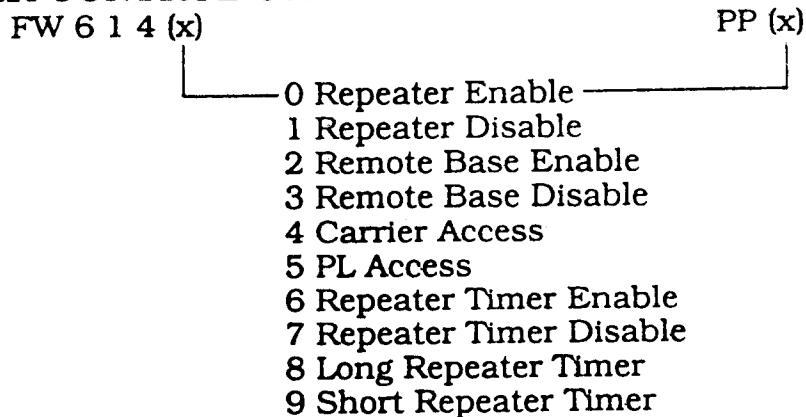 FW 6 1 4 (x) PP (x)
0 Repeater Enable
1 Repeater Disable
2 Remote Base Enable
3 Remote Base Disable
4 Carrier Access
5 PL Access
6 Repeater Timer Enable
7 Repeater Timer Disable
8 Long Repeater Timer
9 Short Repeater Timer